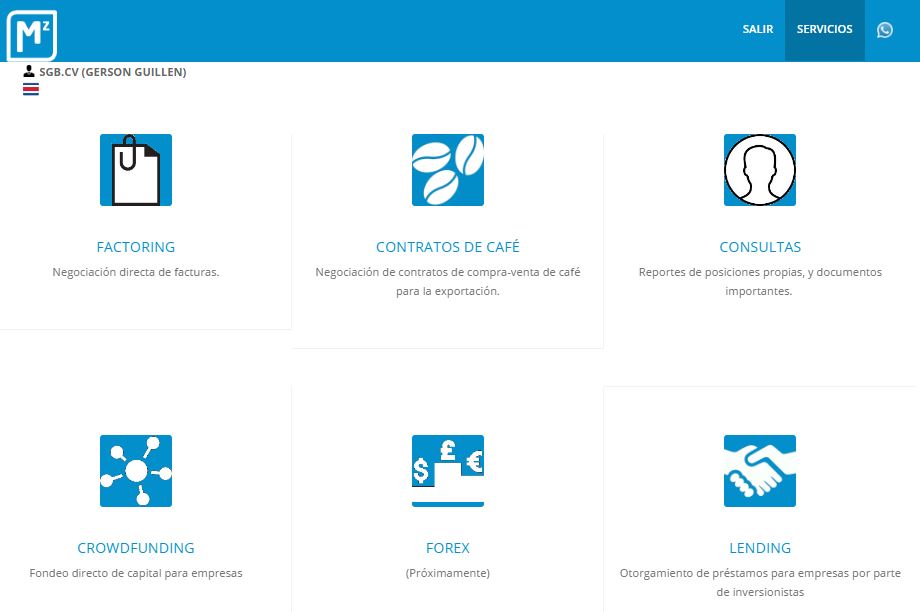 Mz
SALIR
SERVICIOS
SGB.CV (GERSON GUILLEN)
FACTORING
Negociación directa de facturas.
CONTRATOS DE CAFÉ
Negociación de contratos de compra-venta de café
para la exportación.
CONSULTAS
Reportes de posiciones propias, y documentos
importantes.
CROWDFUNDING
Fondeo directo de capital para empresas
$ £ €
FOREX
(Próximamente)
LENDING
Otorgamiento de préstamos para empresas por parte
de inversionistas